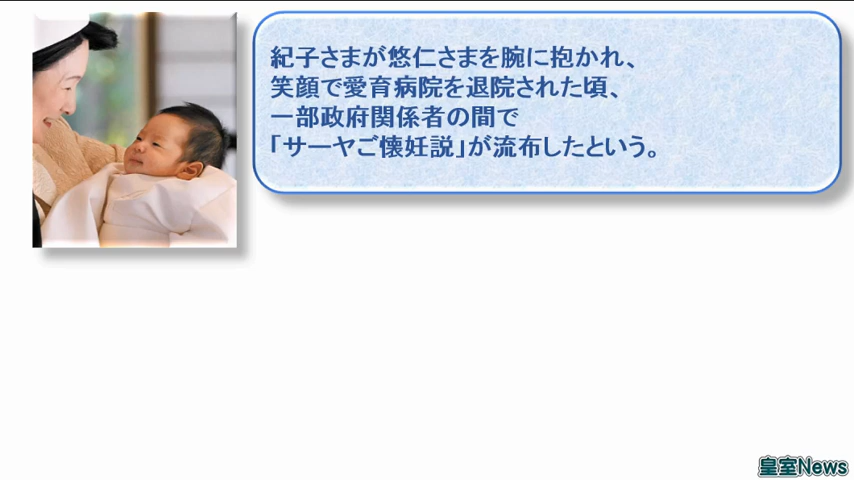 紀子さまが悠仁さまを腕に抱かれ、
笑顔で愛育病院を退院された頃、
一部政府関係者の間で
「サーヤご懐妊説」が流布したという。
皇室News